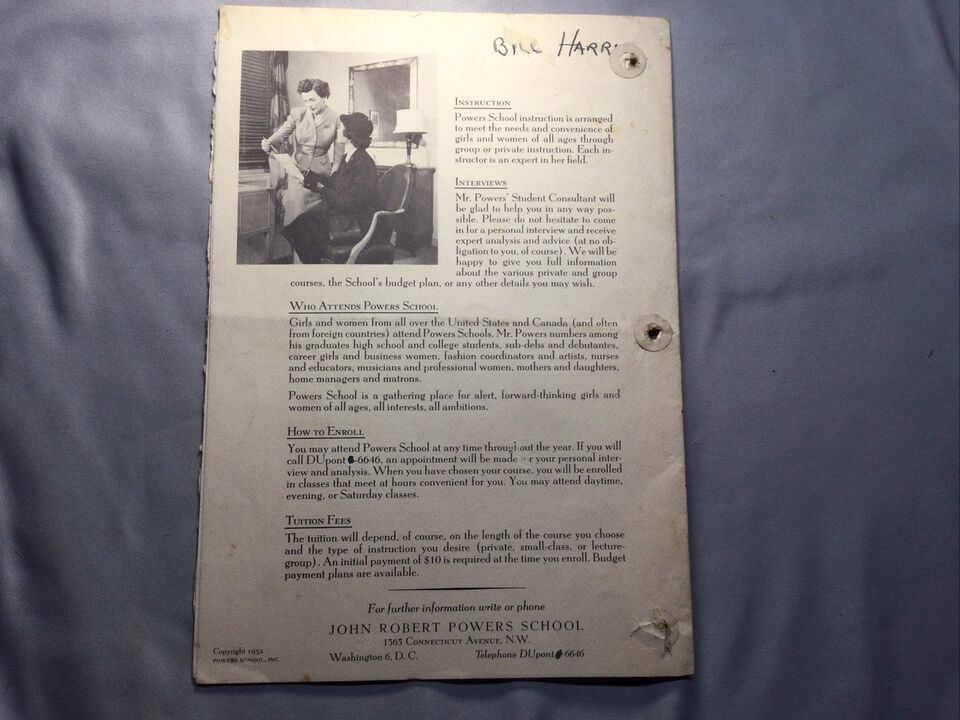 BILL HARR
INSTRUCTION
Powers School instruction is arranged
to meet the needs and convenience of
girls and women of all ages through
group or private instruction. Each in-
structor is an expert in her field.
INTERVIEWS
Mr. Powers' Student Consultant will
be glad to help you in any way pos-
sible. Please do not hesitate to come
in for a personal interview and receive
expert analysis and advice (at no ob-
ligation to you, of course). We will be
happy to give you full information
about the various private and group
courses, the School's budget plan, or any other details you may wish.
WHO ATTENDS POWERS SCHOOL
Girls and women from all over the United States and Canada (and often
from foreign countries) attend Powers Schools. Mr. Powers numbers among
his graduates high school and college students, sub-debs and debutantes,
career girls and business women, fashion coordinators and artists, nurses
and educators, musicians and professional women, mothers and daughters,
home managers and matrons.
Powers School is a gathering place for alert, forward-thinking girls and
women of all ages, all interests, all ambitions.
HOW TO ENROLL
You may attend Powers School at any time throughout the year. If you will
call DUpont -6646, an appointment will be made for your personal inter-
view and analysis. When you have chosen your course, you will be enrolled
in classes that meet at hours convenient for you. You may attend daytime,
evening, or Saturday classes.
TUITION FEES
The tuition will depend, of course, on the length of the course you choose
and the type of instruction you desire (private, small-class, or lecture-
group). An initial payment of $10 is required at the time you enroll. Budget
payment plans are available.
For further information write or phone
JOHN ROBERT POWERS SCHOOL
1365 CONNECTICUT AVENUE, N.W.
Washington 6, D. C. Telephone DUpont -6646
Copyright 1952
POWERS SCHOOL, INC.